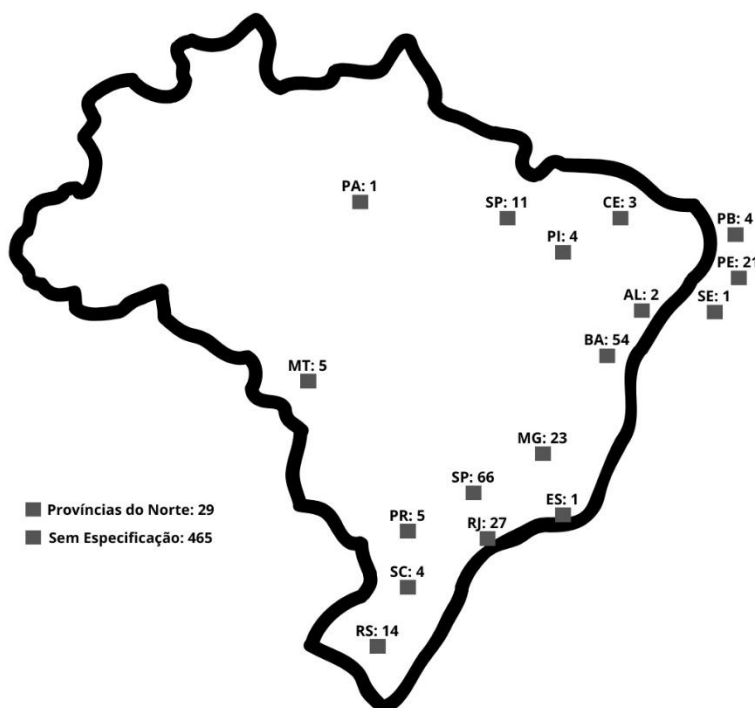 PA: 1
SP: 11
CE: 3
PB: 4
PI: 4
PE: 21
AL: 2
SE: 1
BA: 54
MT: 5
MG: 23
SP: 66
ES: 1
Províncias do Norte: 29
PR: 5
RJ: 27
Sem Especificação: 465
SC: 4
RS: 14